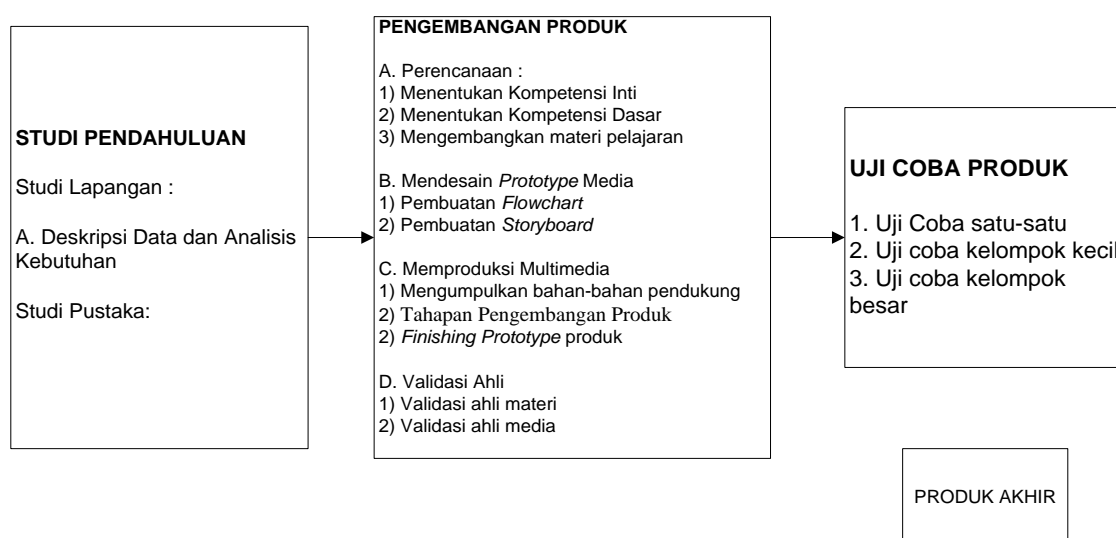 STUDI PENDAHULUAN
Studi Lapangan :
A. Deskripsi Data dan Analisis
Kebutuhan
Studi Pustaka:
PENGEMBANGAN PRODUK
A. Perencanaan :
1) Menentukan Kompetensi Inti
2) Menentukan Kompetensi Dasar
3) Mengembangkan materi pelajaran
B. Mendesain Prototype Media
1) Pembuatan Flowchart
2) Pembuatan Storyboard
C. Memproduksi Multimedia
1) Mengumpulkan bahan-bahan pendukung
2) Tahapan Pengembangan Produk
2) Finishing Prototype produk
D. Validasi Ahli
1) Validasi ahli materi
2) Validasi ahli media
UJI COBA PRODUK
1. Uji Coba satu-satu
2. Uji coba kelompok kecil
3. Uji coba kelompok
besar
PRODUK AKHIR